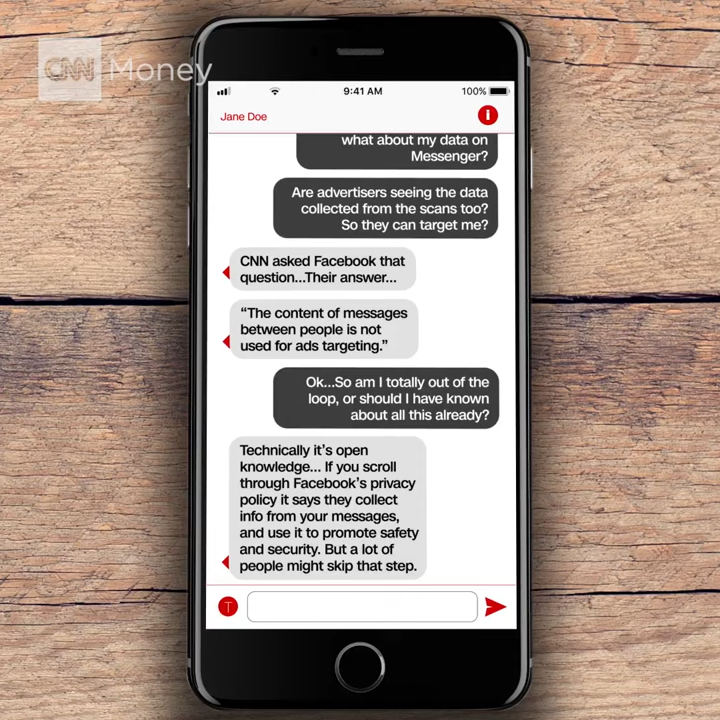 CNN Money
9:41 AM
100%
Jane Doe
i
what about my data on
Messenger?
Are advertisers seeing the data
collected from the scans too?
So they can target me?
CNN asked Facebook that
question...Their answer...
“The content of messages
between people is not
used for ads targeting.”
Ok...So am I totally out of the
loop, or should I have known
about all this already?
Technically it’s open
knowledge... If you scroll
through Facebook’s privacy
policy it says they collect
info from your messages,
and use it to promote safety
and security. But a lot of
people might skip that step.
T